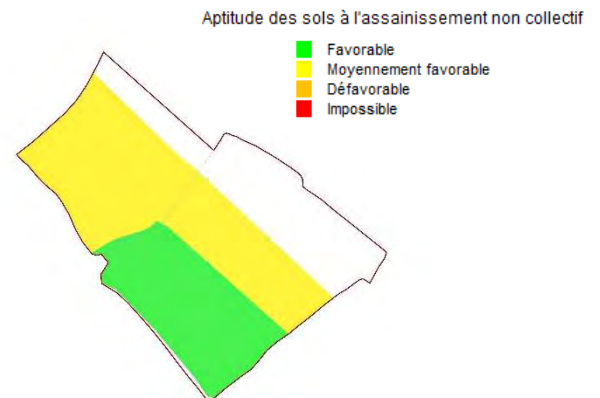 Aptitude des sols à l'assainissement non collectif
Favorable
Moyennement favorable
Défavorable
Impossible